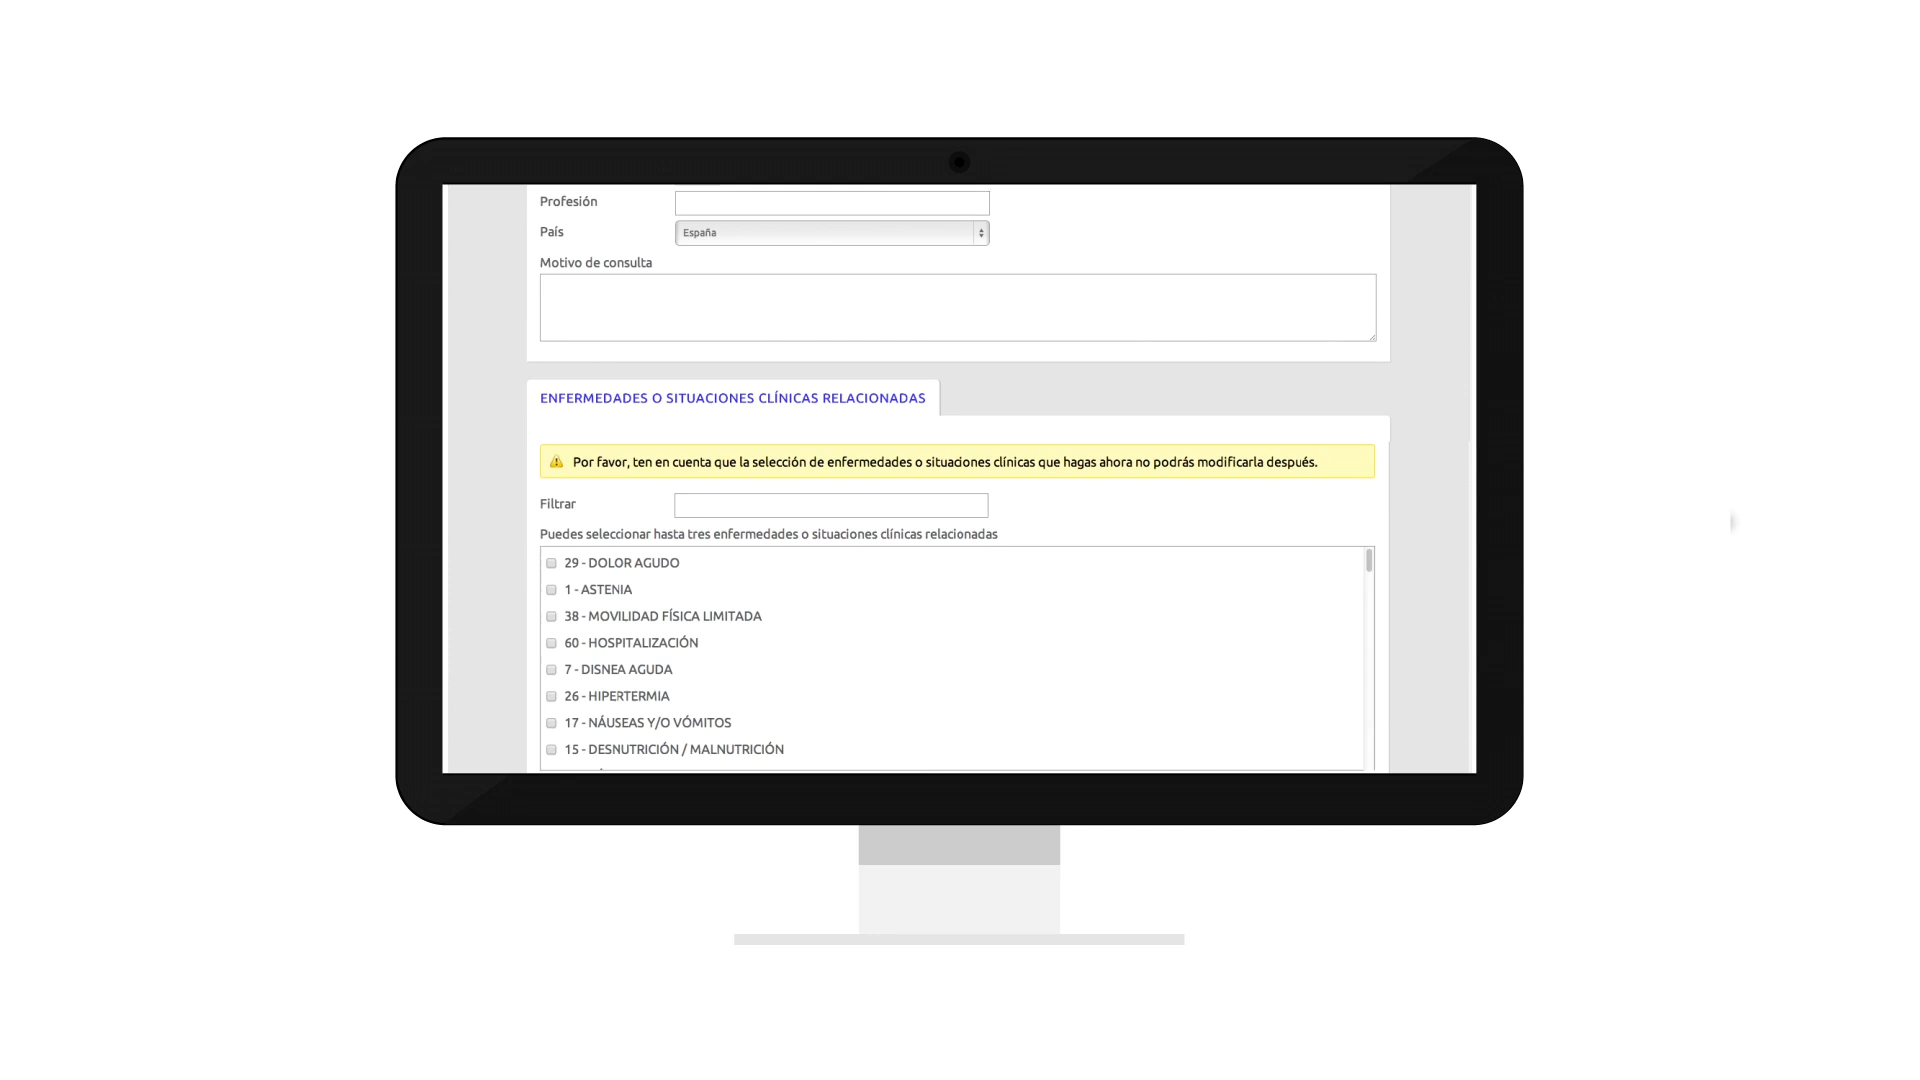 Profesión
País
España
Motivo de consulta
ENFERMEDADES O SITUACIONES CLÍNICAS RELACIONADAS
Por favor, ten en cuenta que la selección de enfermedades o situaciones clínicas que hagas ahora no podrás modificarla después.
Filtrar
Puedes seleccionar hasta tres enfermedades o situaciones clínicas relacionadas
29 - DOLOR AGUDO
1 - ASTENIA
38 - MOVILIDAD FÍSICA LIMITADA
60 - HOSPITALIZACIÓN
7 - DISNEA AGUDA
26 - HIPERTERMIA
17 - NÁUSEAS Y/O VÓMITOS
15 - DESNUTRICIÓN / MALNUTRICIÓN